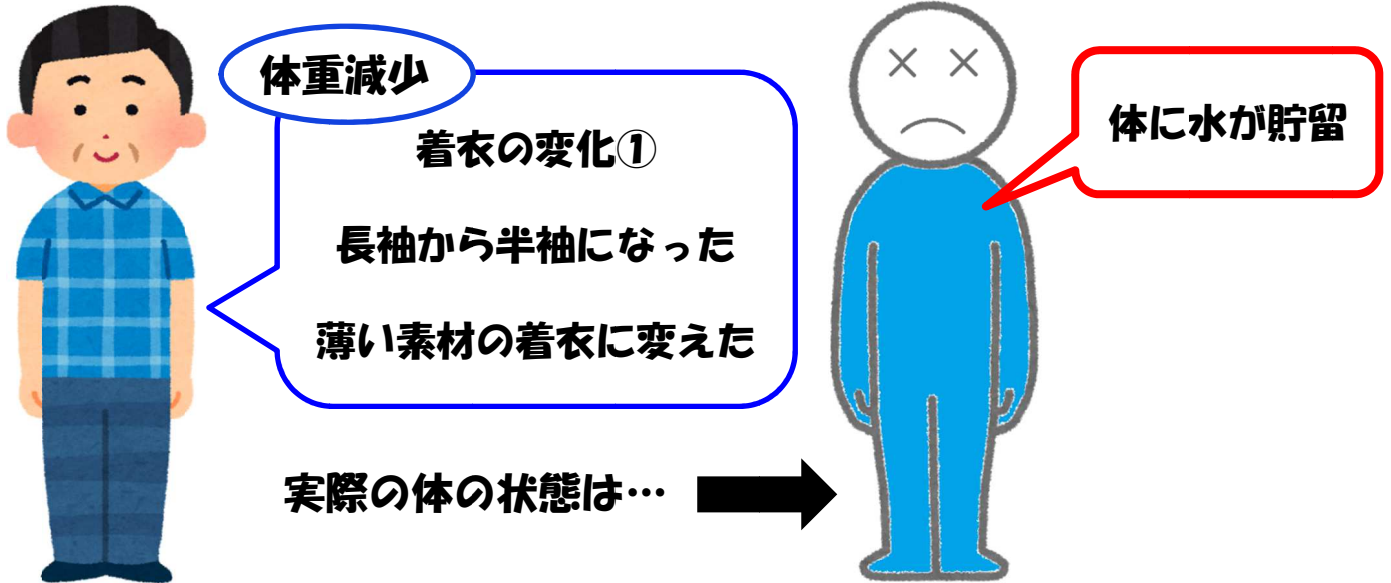 体重減少
着衣の変化①
長袖から半袖になった
薄い素材の着衣に変えた
体に水が貯留
実際の体の状態は…